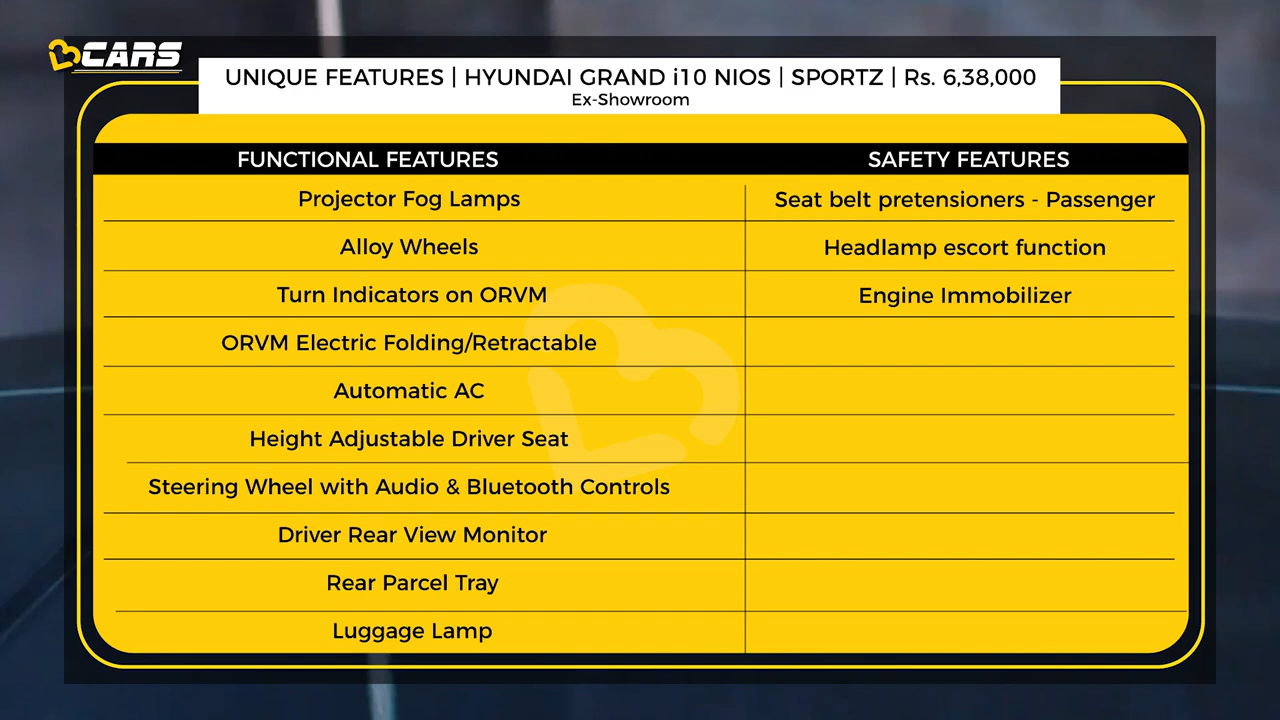 CARS
UNIQUE FEATURES | HYUNDAI GRAND i10 NIOS | SPORTZ | Rs. 6,38,000
Ex-Showroom
FUNCTIONAL FEATURES SAFETY FEATURES
Projector Fog Lamps Seat belt pretensioners - Passenger
Alloy Wheels Headlamp escort function
Turn Indicators on ORVM Engine Immobilizer
ORVM Electric Folding/Retractable
Automatic AC
Height Adjustable Driver Seat
Steering Wheel with Audio & Bluetooth Controls
Driver Rear View Monitor
Rear Parcel Tray
Luggage Lamp